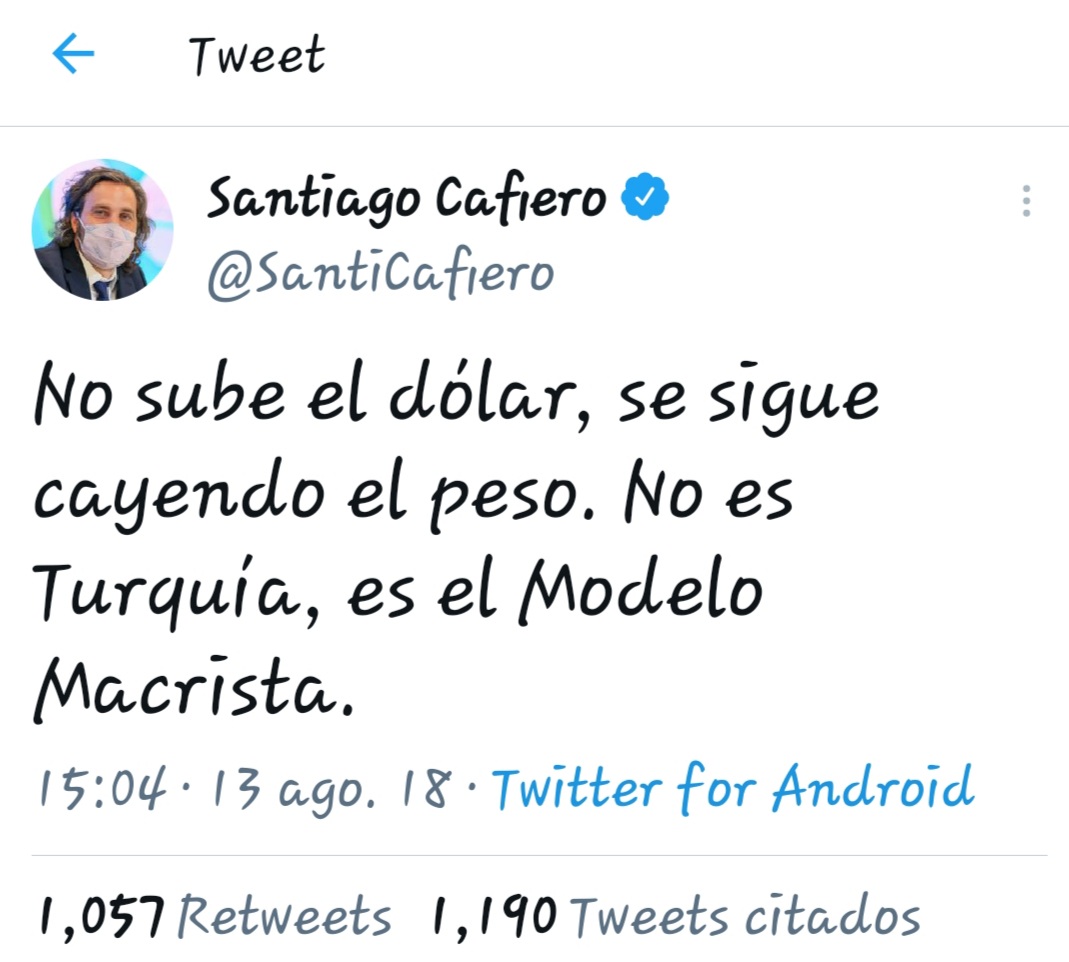 Tweet
Santiago Cafiero
@SantiCafiero
No sube el dólar, se sigue
cayendo el peso. No es
Turquía, es el Modelo
Macrista.
15:04 · 13 ago. 18 · Twitter for Android
1,057 Retweets 1,190 Tweets citados